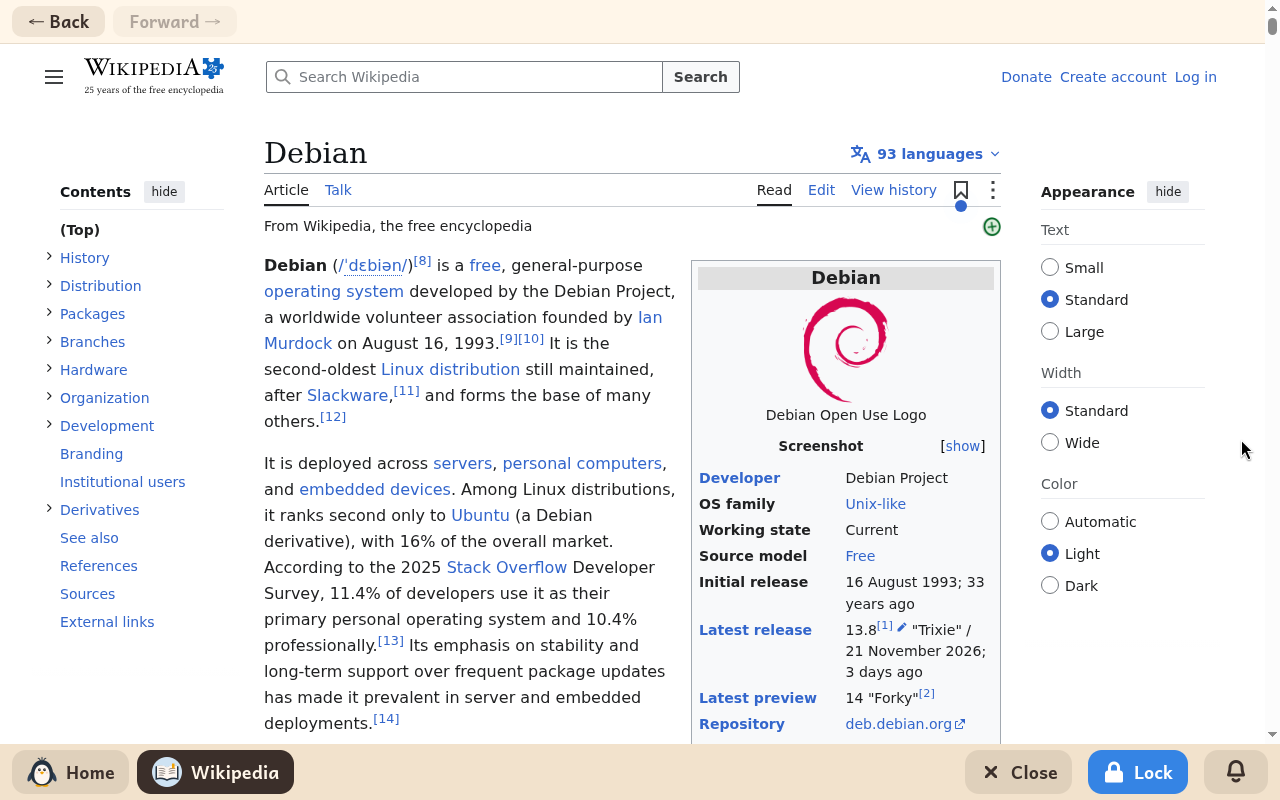 ← Back
Forward →
WIKIPEDIA 25
25 years of the free encyclopedia
Search Wikipedia
Search
Donate
Create account
Log in
Debian
93 languages
Article
Talk
Read
Edit
View history
From Wikipedia, the free encyclopedia
Contents
hide
(Top)
History
Distribution
Packages
Branches
Hardware
Organization
Development
Branding
Institutional users
Derivatives
See also
References
Sources
External links
Debian (/ˈdɛbiən/)[8] is a free, general-purpose
operating system developed by the Debian Project,
a worldwide volunteer association founded by Ian
Murdock on August 16, 1993.[9][10] It is the
second-oldest Linux distribution still maintained,
after Slackware,[11] and forms the base of many
others.[12]
It is deployed across servers, personal computers,
and embedded devices. Among Linux distributions,
it ranks second only to Ubuntu (a Debian
derivative), with 16% of the overall market.
According to the 2025 Stack Overflow Developer
Survey, 11.4% of developers use it as their
primary personal operating system and 10.4%
professionally.[13] Its emphasis on stability and
long-term support over frequent package updates
has made it prevalent in server and embedded
deployments.[14]
Debian
Debian Open Use Logo
Screenshot [show]
Developer Debian Project
OS family Unix-like
Working state Current
Source model Free
Initial release 16 August 1993; 33
years ago
Latest release 13.8[1] "Trixie" /
21 November 2026;
3 days ago
Latest preview 14 "Forky"[2]
Repository deb.debian.org
Appearance
hide
Text
Small
Standard
Large
Width
Standard
Wide
Color
Automatic
Light
Dark
Home
Wikipedia
Close
Lock